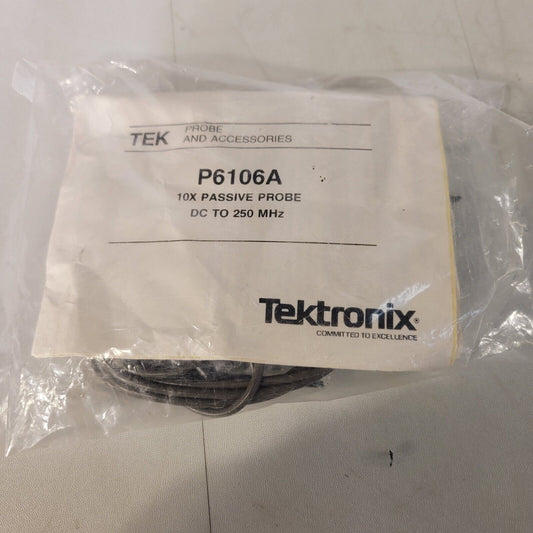 TEK PROBE
AND ACCESSORIES
P6106A
10X PASSIVE PROBE
DC TO 250 MHz
Tektronix®
COMMITTED TO EXCELLENCE